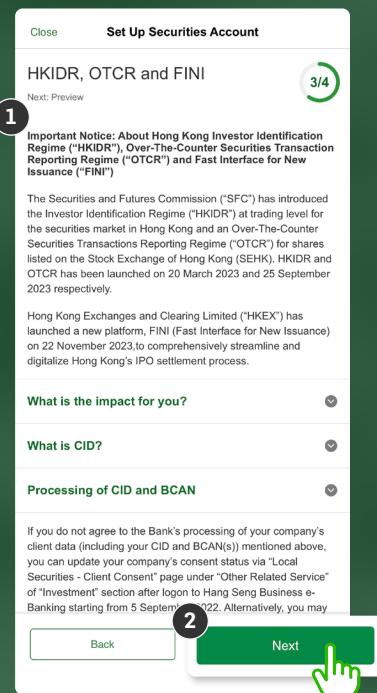 Close Set Up Securities Account
HKIDR, OTCR and FINI
3/4
Next: Preview
1
Important Notice: About Hong Kong Investor Identification
Regime (“HKIDR”), Over-The-Counter Securities Transaction
Reporting Regime (“OTCR”) and Fast Interface for New
Issuance (“FINI”)
The Securities and Futures Commission (“SFC”) has introduced
the Investor Identification Regime (“HKIDR”) at trading level for
the securities market in Hong Kong and an Over-The-Counter
Securities Transactions Reporting Regime (“OTCR”) for shares
listed on the Stock Exchange of Hong Kong (SEHK). HKIDR and
OTCR has been launched on 20 March 2023 and 25 September
2023 respectively.
Hong Kong Exchanges and Clearing Limited (“HKEX”) has
launched a new platform, FINI (Fast Interface for New Issuance)
on 22 November 2023,to comprehensively streamline and
digitalize Hong Kong’s IPO settlement process.
What is the impact for you?
What is CID?
Processing of CID and BCAN
If you do not agree to the Bank’s processing of your company’s
client data (including your CID and BCAN(s)) mentioned above,
you can update your company’s consent status via “Local
Securities - Client Consent” page under “Other Related Service”
of “Investment” section after logon to Hang Seng Business e-
Banking starting from 5 Septem 022. Alternatively, you may
2
Back Next